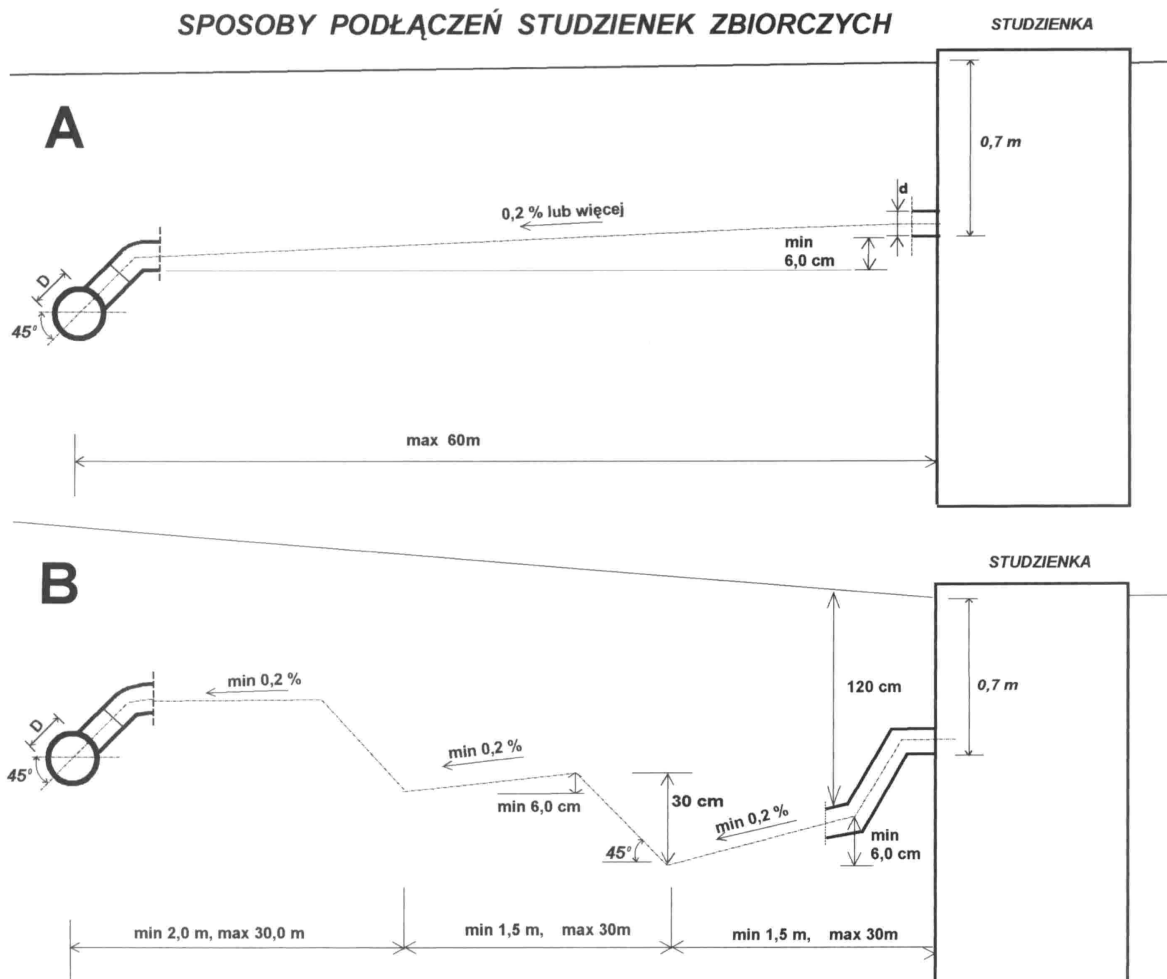 SPOSOBY PODŁĄCZEŃ STUDZIENEK ZBIORCZYCH
STUDZIENKA
A
0,7 m
d
0,2 % lub więcej
min
6,0 cm
D
45°
max 60m
STUDZIENKA
B
min 0,2 %
120 cm
0,7 m
D
45°
min 0,2 %
min 6,0 cm
30 cm
min 0,2 %
min
6,0 cm
45°
min 2,0 m, max 30,0 m
min 1,5 m, max 30m
min 1,5 m, max 30m